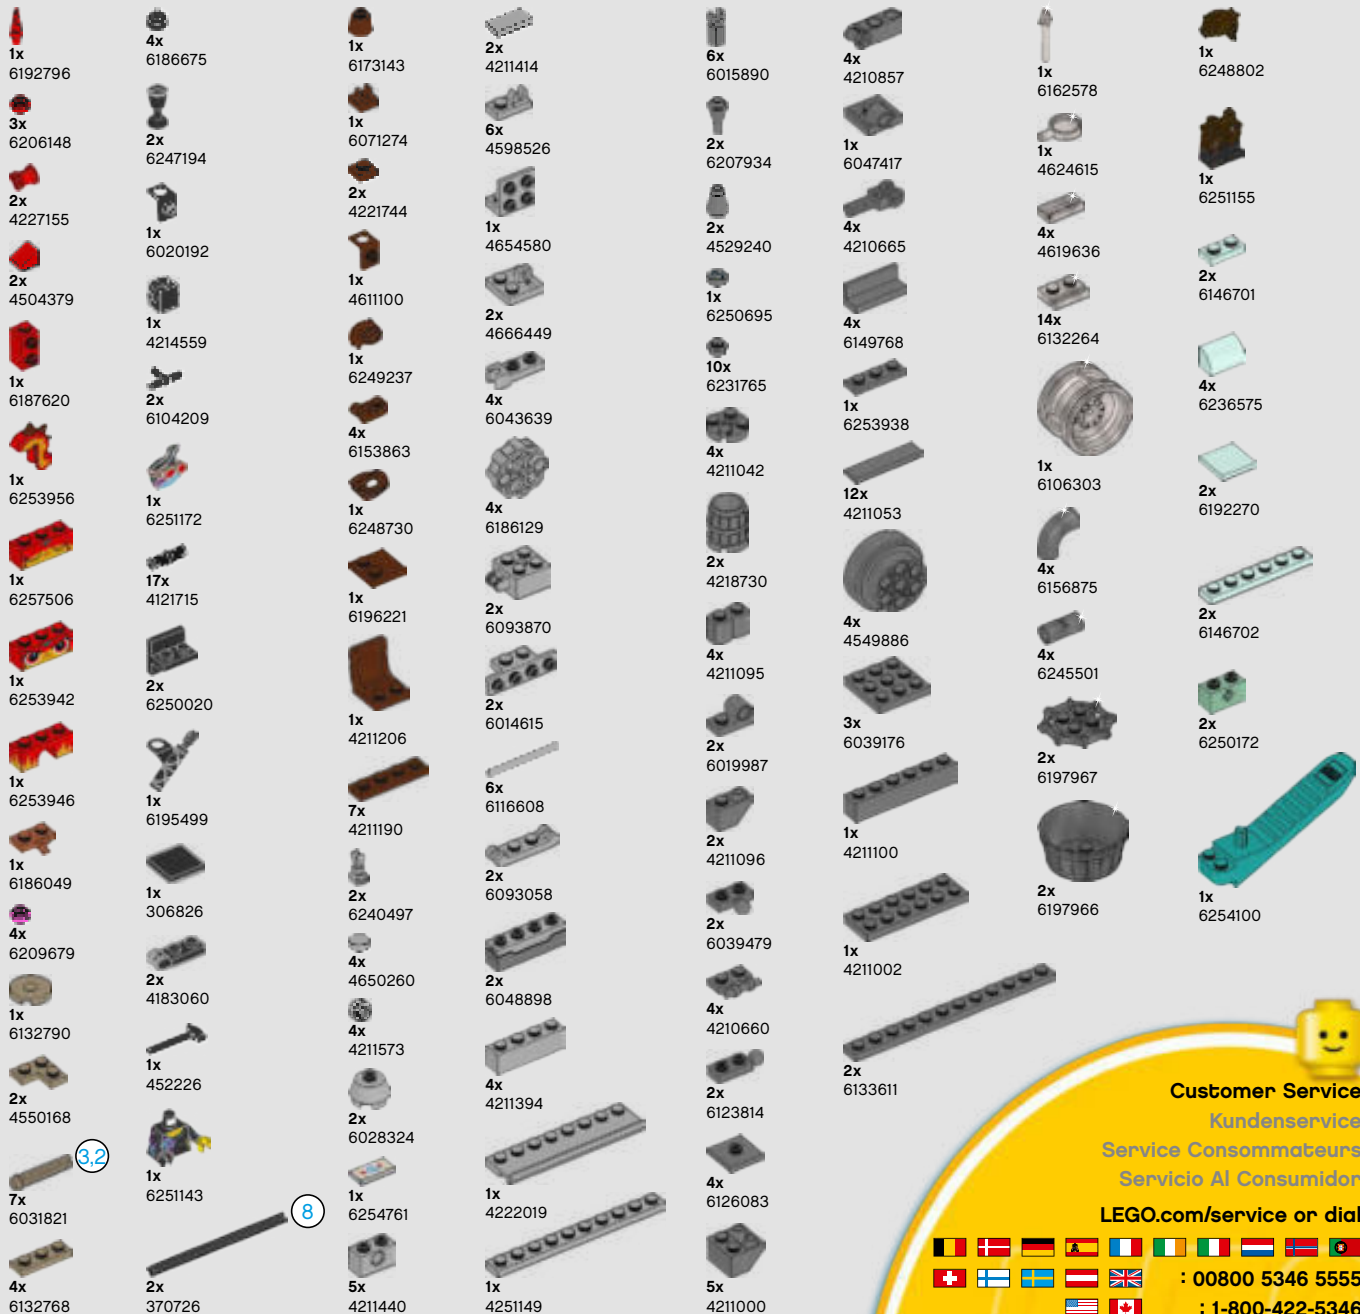 1x
6192796
3x
6206148
2x
4227155
2x
4504379
1x
6187620
1x
6253956
1x
6257506
1x
6253942
1x
6253946
1x
6186049
4x
6209679
1x
6132790
2x
4550168
3,2
7x
6031821
4x
6132768
4x
6186675
2x
6247194
1x
6020192
1x
4214559
2x
6104209
1x
6251172
17x
4121715
2x
6250020
1x
6195499
1x
306826
2x
4183060
1x
452226
1x
6251143
8
2x
370726
1x
6173143
1x
6071274
2x
4221744
1x
4611100
1x
6249237
4x
6153863
1x
6248730
1x
6196221
1x
4211206
7x
4211190
2x
6240497
4x
4650260
4x
4211573
2x
6028324
1x
6254761
5x
4211440
2x
4211414
6x
4598526
1x
4654580
2x
4666449
4x
6043639
4x
6186129
2x
6093870
2x
6014615
6x
6116608
2x
6093058
2x
6048898
4x
4211394
1x
4222019
1x
4251149
6x
6015890
2x
6207934
2x
4529240
1x
6250695
10x
6231765
4x
4211042
2x
4218730
4x
4211095
2x
6019987
2x
4211096
2x
6039479
4x
4210660
2x
6123814
4x
6126083
5x
4211000
4x
4210857
1x
6047417
4x
4210665
4x
6149768
1x
6253938
12x
4211053
4x
4549886
3x
6039176
1x
4211100
1x
4211002
2x
6133611
1x
6162578
1x
4624615
4x
4619636
14x
6132264
1x
6106303
4x
6156875
4x
6245501
2x
6197967
2x
6197966
1x
6248802
1x
6251155
2x
6146701
4x
6236575
2x
6192270
2x
6146702
2x
6250172
1x
6254100
Customer Service
Kundenservice
Service Consommateurs
Servicio Al Consumidor
LEGO.com/service or dial
: 00800 5346 5555
: 1-800-422-5346